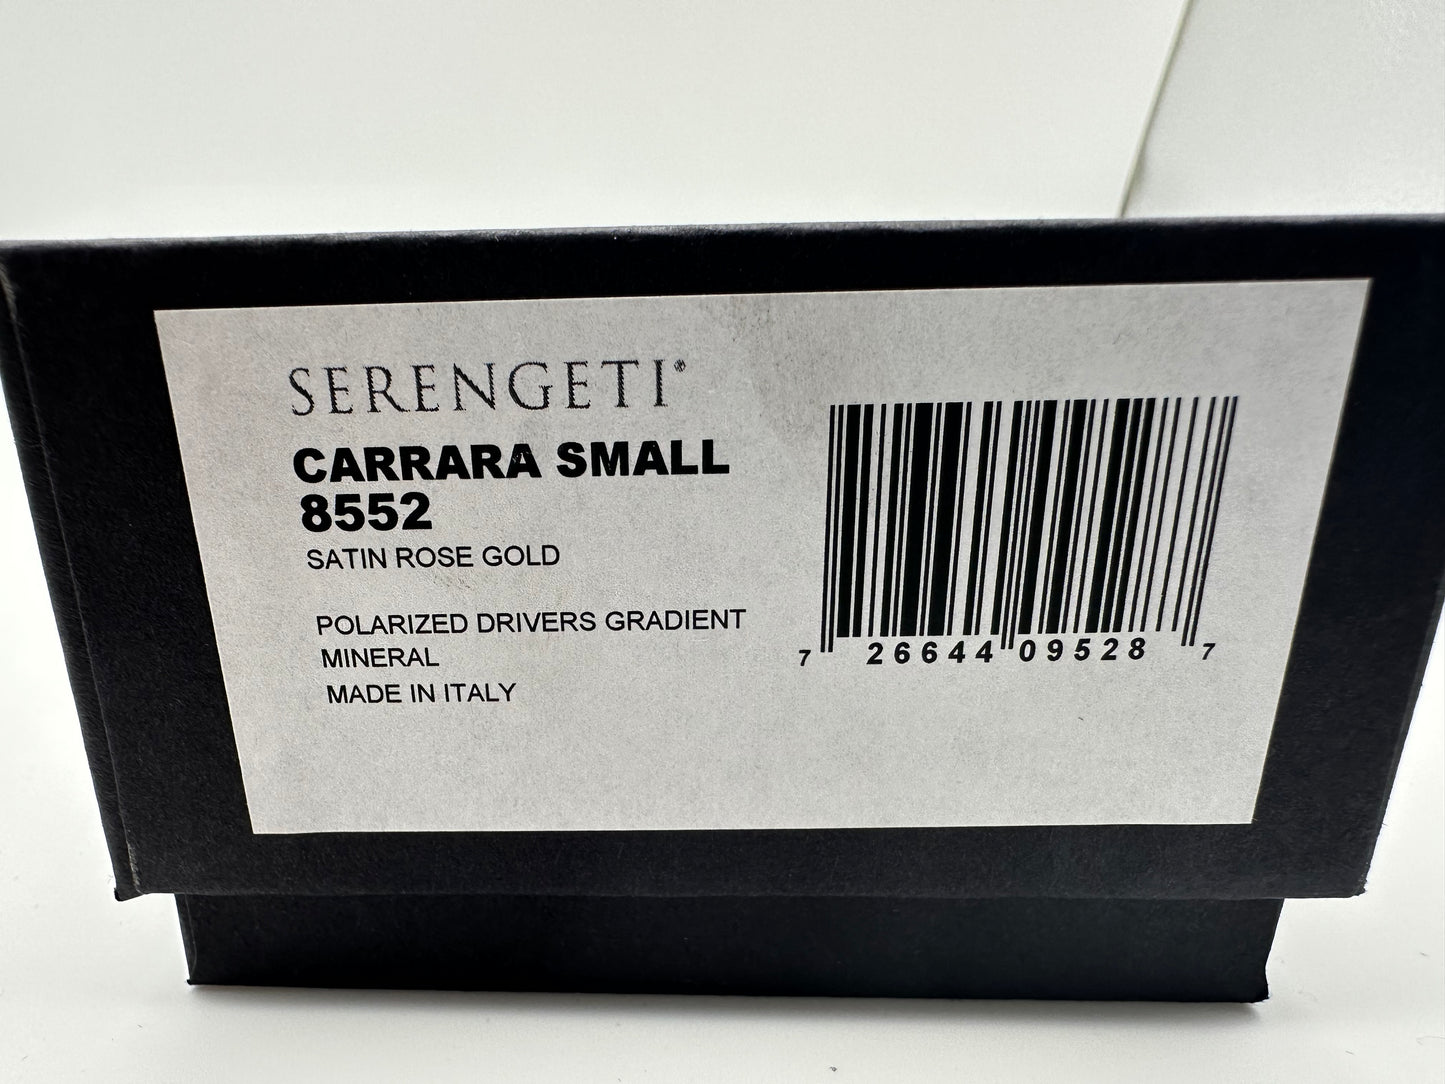 SERENGETI®
CARRARA SMALL
8552
SATIN ROSE GOLD
POLARIZED DRIVERS GRADIENT
MINERAL
MADE IN ITALY
7 26644 09528 7